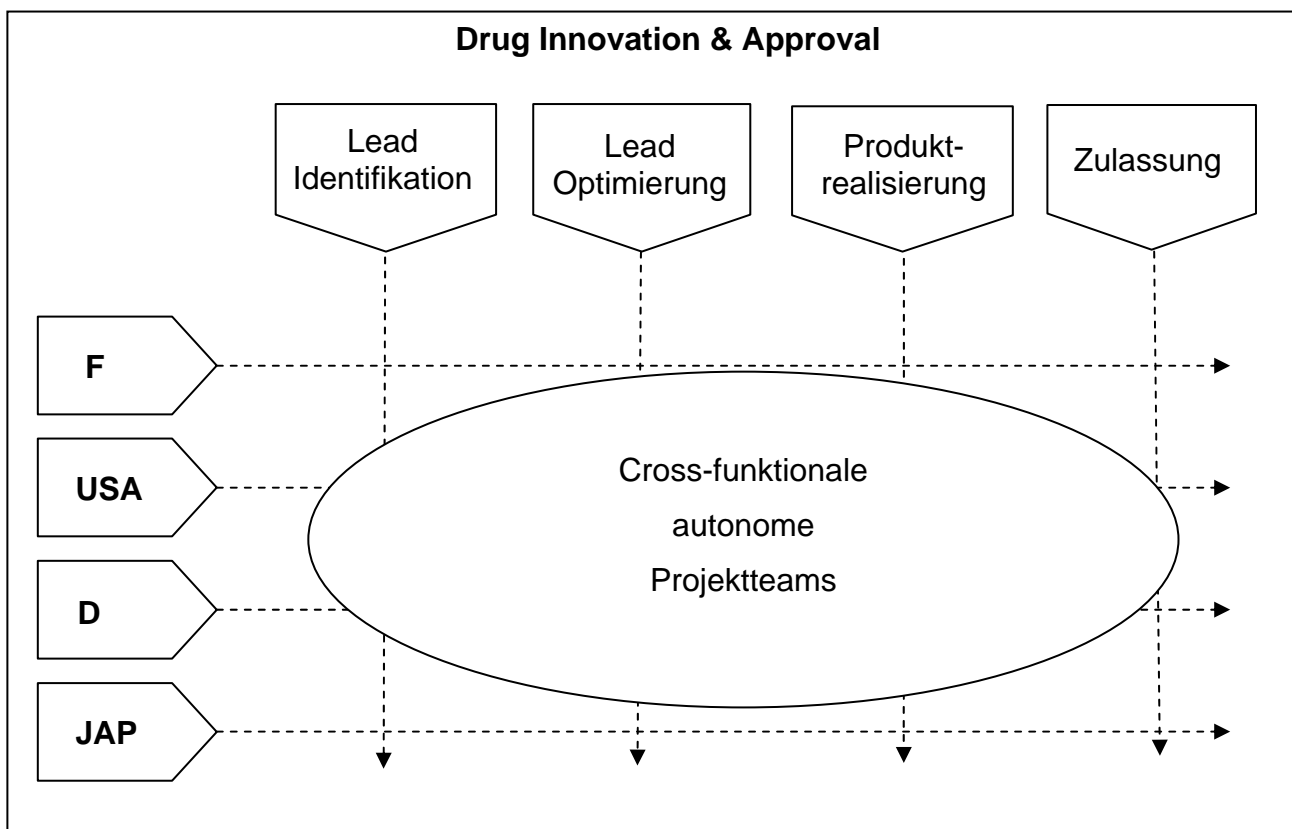 Drug Innovation & Approval
Lead
Identifikation
Lead
Optimierung
Produkt-
realisierung
Zulassung
F
USA
D
JAP
Cross-funktionale
autonome
Projektteams